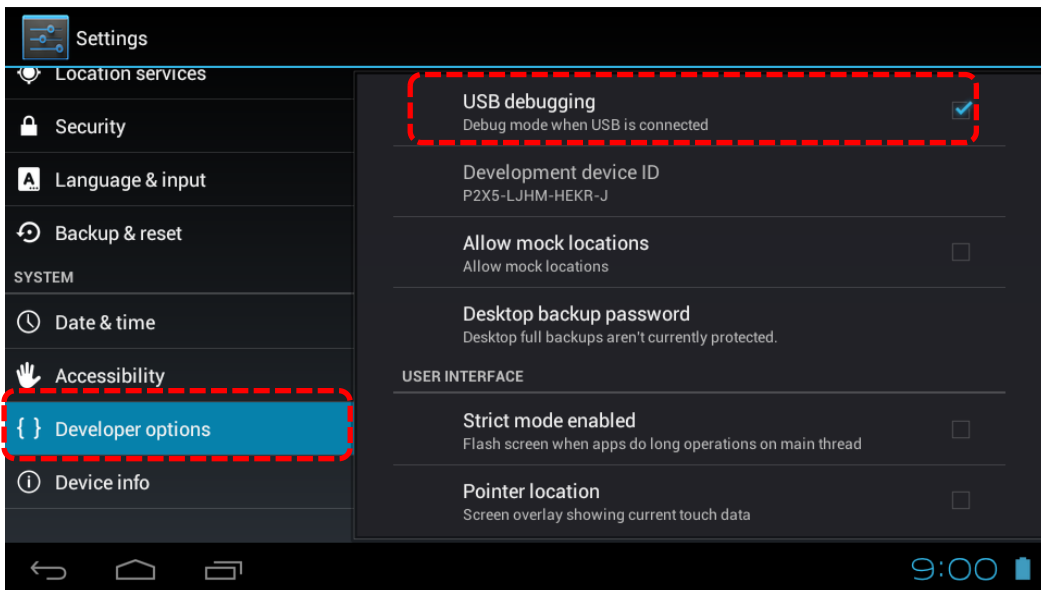 Settings
Location services
Security
Language & input
Backup & reset
SYSTEM
Date & time
Accessibility
{ } Developer options
Device info
USB debugging
Debug mode when USB is connected
Development device ID
P2X5-LJHM-HEKR-J
Allow mock locations
Allow mock locations
Desktop backup password
Desktop full backups aren't currently protected.
USER INTERFACE
Strict mode enabled
Flash screen when apps do long operations on main thread
Pointer location
Screen overlay showing current touch data
9:00